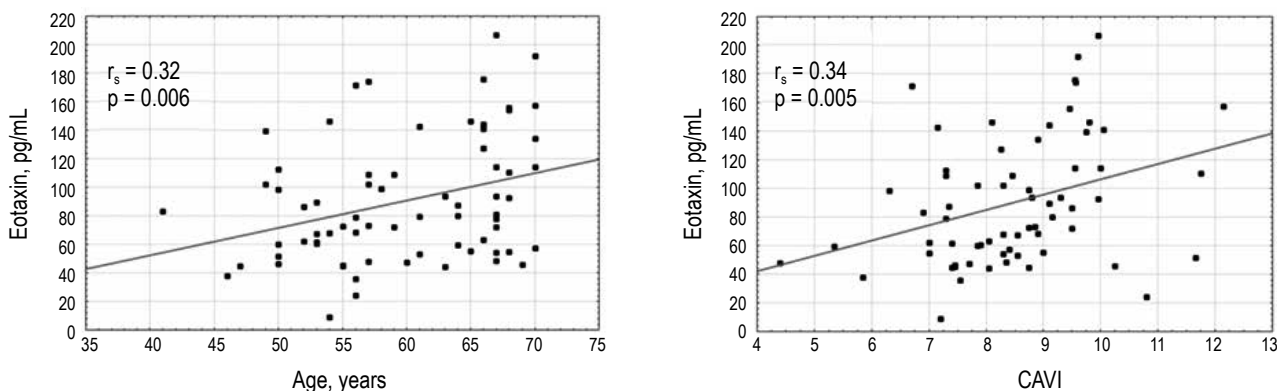 220
200
180
160
140
120
100
80
60
40
20
0
Eotaxin, pg/mL
rs = 0.32
p = 0.006
35 40 45 50 55 60 65 70 75
Age, years
220
200
180
160
140
120
100
80
60
40
20
0
Eotaxin, pg/mL
rs = 0.34
p = 0.005
4 5 6 7 8 9 10 11 12 13
CAVI